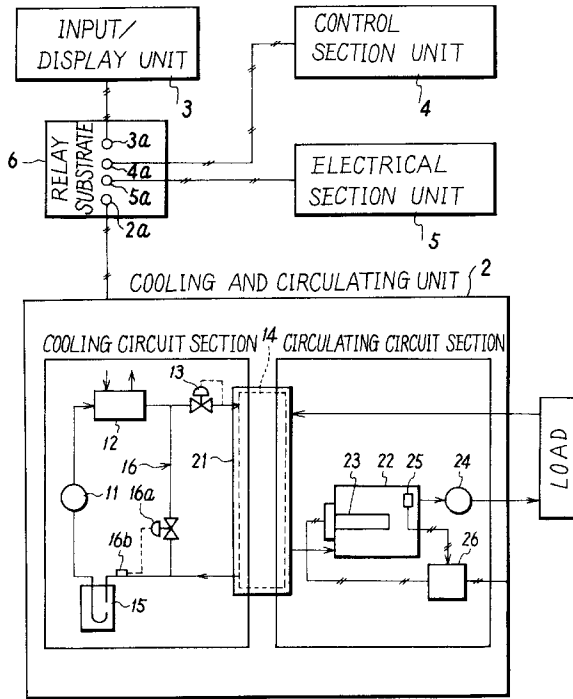 INPUT/
DISPLAY UNIT
3
CONTROL
SECTION UNIT
4
6
RELAY
SUBSTRATE
3a
4a
5a
2a
ELECTRICAL
SECTION UNIT
5
COOLING AND CIRCULATING UNIT 2
COOLING CIRCUIT SECTION
14
CIRCULATING CIRCUIT SECTION
13
12
16
21
11
16a
16b
15
23
22
25
24
26
LOAD